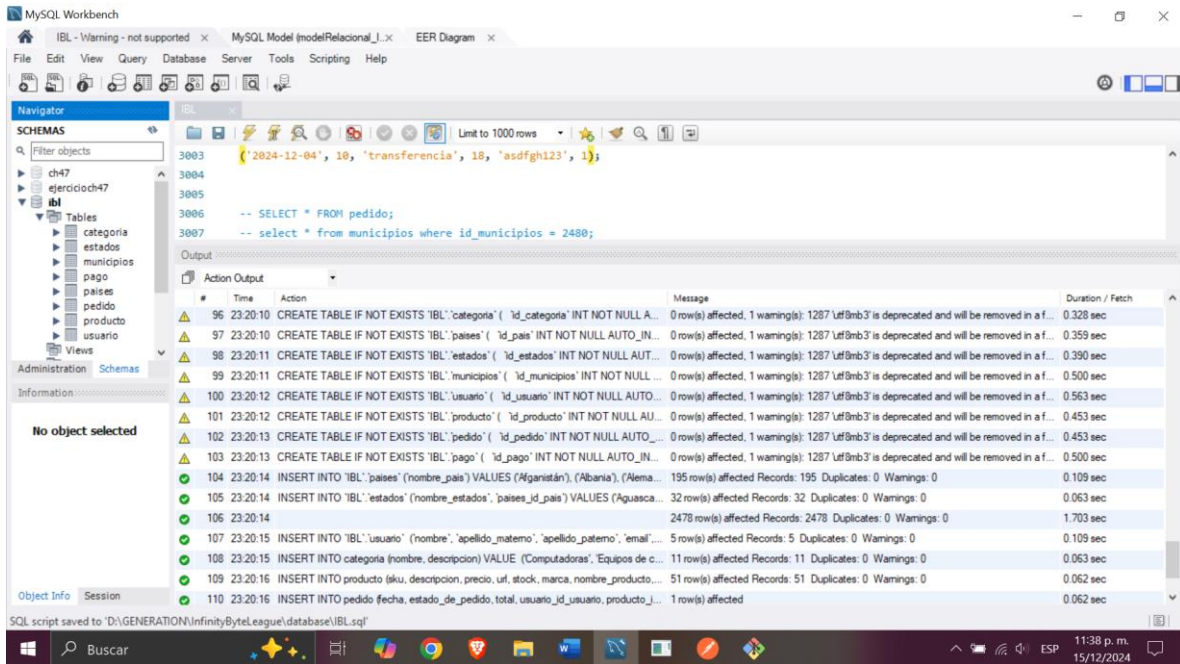 MySQL Workbench
IBL - Warning - not supported × MySQL Model (modelRelacional_I..× EER Diagram ×
File Edit View Query Database Server Tools Scripting Help
Navigator IBL ×
SCHEMAS
Limit to 1000 rows
Filter objects
ch47
ejercicioch47
ibl
Tables
categoria
estados
municipios
pago
paises
pedido
producto
usuario
Views
Administration Schemas
Information
No object selected
Object Info Session
3003 ('2024-12-04', 10, 'transferencia', 18, 'asdfgh123', 1);
3004
3005
3006 -- SELECT * FROM pedido;
3007 -- select * from municipios where id_municipios = 2480;
Output
Action Output
# Time Action Message Duration / Fetch
96 23:20:10 CREATE TABLE IF NOT EXISTS `IBL`.`categoria` ( `id_categoria` INT NOT NULL A... 0 row(s) affected, 1 warning(s): 1287 'utf8mb3' is deprecated and will be removed in a f... 0.328 sec
97 23:20:10 CREATE TABLE IF NOT EXISTS `IBL`.`paises` ( `id_pais` INT NOT NULL AUTO_IN... 0 row(s) affected, 1 warning(s): 1287 'utf8mb3' is deprecated and will be removed in a f... 0.359 sec
98 23:20:11 CREATE TABLE IF NOT EXISTS `IBL`.`estados` ( `id_estados` INT NOT NULL AUT... 0 row(s) affected, 1 warning(s): 1287 'utf8mb3' is deprecated and will be removed in a f... 0.390 sec
99 23:20:11 CREATE TABLE IF NOT EXISTS `IBL`.`municipios` ( `id_municipios` INT NOT NULL ... 0 row(s) affected, 1 warning(s): 1287 'utf8mb3' is deprecated and will be removed in a f... 0.500 sec
100 23:20:12 CREATE TABLE IF NOT EXISTS `IBL`.`usuario` ( `id_usuario` INT NOT NULL AUTO... 0 row(s) affected, 1 warning(s): 1287 'utf8mb3' is deprecated and will be removed in a f... 0.563 sec
101 23:20:12 CREATE TABLE IF NOT EXISTS `IBL`.`producto` ( `id_producto` INT NOT NULL AU... 0 row(s) affected, 1 warning(s): 1287 'utf8mb3' is deprecated and will be removed in a f... 0.453 sec
102 23:20:13 CREATE TABLE IF NOT EXISTS `IBL`.`pedido` ( `id_pedido` INT NOT NULL AUTO_... 0 row(s) affected, 1 warning(s): 1287 'utf8mb3' is deprecated and will be removed in a f... 0.453 sec
103 23:20:13 CREATE TABLE IF NOT EXISTS `IBL`.`pago` ( `id_pago` INT NOT NULL AUTO_IN... 0 row(s) affected, 1 warning(s): 1287 'utf8mb3' is deprecated and will be removed in a f... 0.500 sec
104 23:20:14 INSERT INTO `IBL`.`paises` (`nombre_pais`) VALUES ('Afganistán'), ('Albania'), ('Alema... 195 row(s) affected Records: 195 Duplicates: 0 Warnings: 0 0.109 sec
105 23:20:14 INSERT INTO `IBL`.`estados` (`nombre_estados`, `paises_id_pais`) VALUES ('Aguasca... 32 row(s) affected Records: 32 Duplicates: 0 Warnings: 0 0.063 sec
106 23:20:14 2478 row(s) affected Records: 2478 Duplicates: 0 Warnings: 0 1.703 sec
107 23:20:15 INSERT INTO `IBL`.`usuario` (`nombre`, `apellido_materno`, `apellido_paterno`, `email`,... 5 row(s) affected Records: 5 Duplicates: 0 Warnings: 0 0.109 sec
108 23:20:15 INSERT INTO categoria (nombre, descripcion) VALUE ('Computadoras', 'Equipos de c... 11 row(s) affected Records: 11 Duplicates: 0 Warnings: 0 0.063 sec
109 23:20:16 INSERT INTO producto (sku, descripcion, precio, url, stock, marca, nombre_producto,... 51 row(s) affected Records: 51 Duplicates: 0 Warnings: 0 0.062 sec
110 23:20:16 INSERT INTO pedido (fecha, estado_de_pedido, total, usuario_id_usuario, producto_i... 1 row(s) affected 0.062 sec
SQL script saved to 'D:\GENERATION\InfinityByteLeague\database\IBL.sql'
Buscar
ESP
11:38 p. m.
15/12/2024